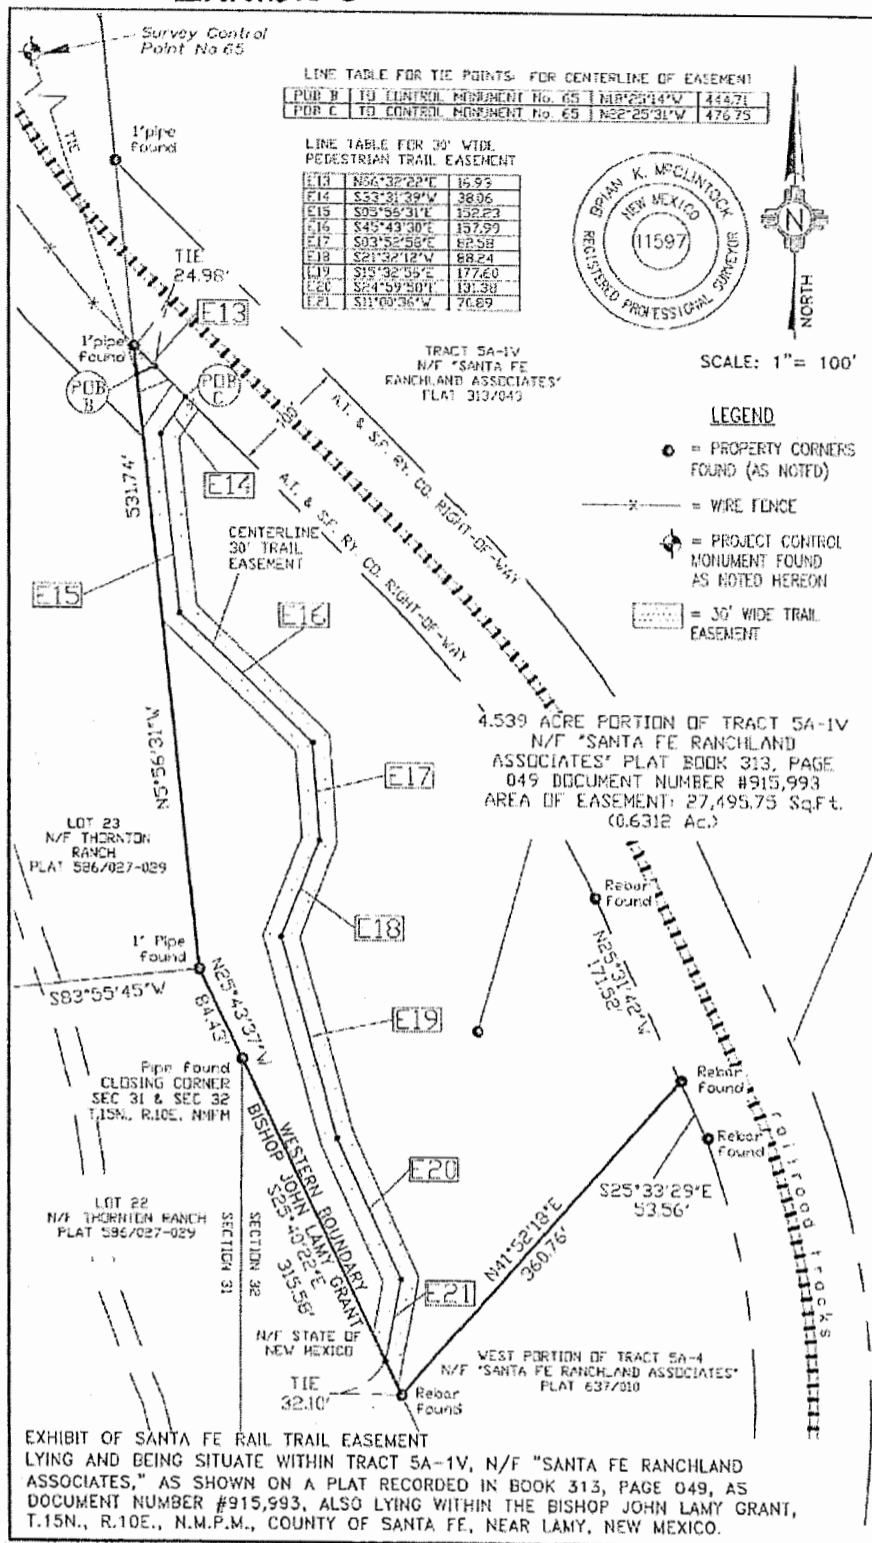 Survey Control
Point No 65
LINE TABLE FOR TIE POINTS: FOR CENTERLINE OF EASEMENT
POB B TO CONTROL MONUMENT No. 65 N18°25'14"W 444.71
POB C TO CONTROL MONUMENT No. 65 N22°25'31"W 476.75
LINE TABLE FOR 30' WIDE
PEDESTRIAN TRAIL EASEMENT
E13 N56°32'22"E 16.99
E14 S33°31'39"W 38.06
E15 S05°56'31"E 152.23
E16 S45°43'30"E 157.99
E17 S03°52'58"E 82.58
E18 S21°32'12"W 88.24
E19 S15°32'56"E 177.60
E20 S24°59'50"E 131.38
E21 S11°00'36"W 70.89
BRIAN K. McCLINTOCK
NEW MEXICO
11597
REGISTERED PROFESSIONAL SURVEYOR
N
NORTH
SCALE: 1"= 100'
LEGEND
= PROPERTY CORNERS
FOUND (AS NOTED)
= WIRE FENCE
= PROJECT CONTROL
MONUMENT FOUND
AS NOTED HEREON
= 30' WIDE TRAIL
EASEMENT
TIE
1"pipe
found
TIE
24.98'
E13
1"pipe
found
POB
B
POB
C
TRACT 5A-1V
N/F "SANTA FE
RANCHLAND ASSOCIATES"
PLAT 313/049
A.T. & S.F. RY. CO. RIGHT-OF-WAY
A.T. & S.F. RY. CO. RIGHT-OF-WAY
E14
531.74'
N5°56'31"W
CENTERLINE
30' TRAIL
EASEMENT
E15
E16
4.539 ACRE PORTION OF TRACT 5A-1V
N/F "SANTA FE RANCHLAND
ASSOCIATES" PLAT BOOK 313, PAGE
049 DOCUMENT NUMBER #915,993
AREA OF EASEMENT: 27,495.75 Sq.Ft.
(0.6312 Ac.)
E17
LOT 23
N/F THORNTON
RANCH
PLAT 586/027-029
E18
Rebar
Found
N25°31'42"W
171.52'
1" Pipe
found
S83°55'45"W
N25°43'37"W
84.43'
E19
Pipe found
CLOSING CORNER
SEC 31 & SEC 32
T.15N., R.10E., NMPM
Rebar
found
Rebar
found
railroad tracks
WESTERN BOUNDARY
BISHOP JOHN LAMY GRANT
S25°40'22"E
315.58'
E20
S25°33'29"E
53.56'
N41°52'18"E
360.76'
LOT 22
N/F THORNTON RANCH
PLAT 596/027-029
SECTION 31
SECTION 32
E21
N/F STATE OF
NEW MEXICO
WEST PORTION OF TRACT 5A-4
N/F "SANTA FE RANCHLAND ASSOCIATES"
PLAT 637/010
TIE
32.10'
Rebar
Found
EXHIBIT OF SANTA FE RAIL TRAIL EASEMENT
LYING AND BEING SITUATE WITHIN TRACT 5A-1V, N/F "SANTA FE RANCHLAND
ASSOCIATES," AS SHOWN ON A PLAT RECORDED IN BOOK 313, PAGE 049, AS
DOCUMENT NUMBER #915,993, ALSO LYING WITHIN THE BISHOP JOHN LAMY GRANT,
T.15N., R.10E., N.M.P.M., COUNTY OF SANTA FE, NEAR LAMY, NEW MEXICO.